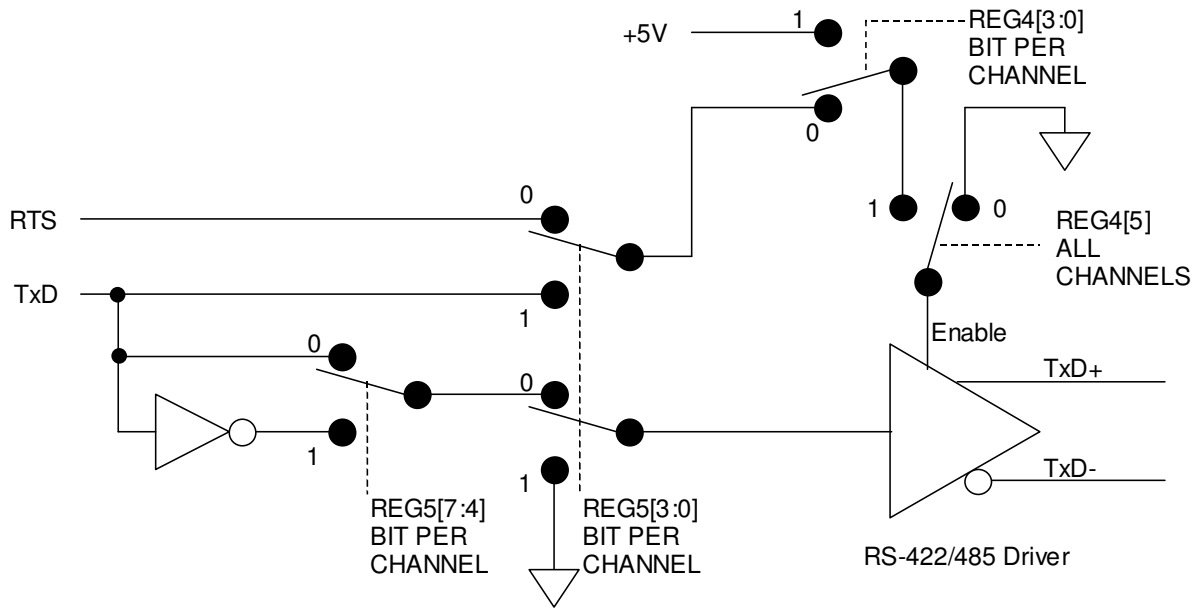 1
+5V
REG4[3:0]
BIT PER
CHANNEL
0
0
RTS
1
0
REG4[5]
ALL
CHANNELS
TxD
1
Enable
0
0
TxD+
1
1
TxD-
REG5[7:4]
BIT PER
CHANNEL
REG5[3:0]
BIT PER
CHANNEL
RS-422/485 Driver